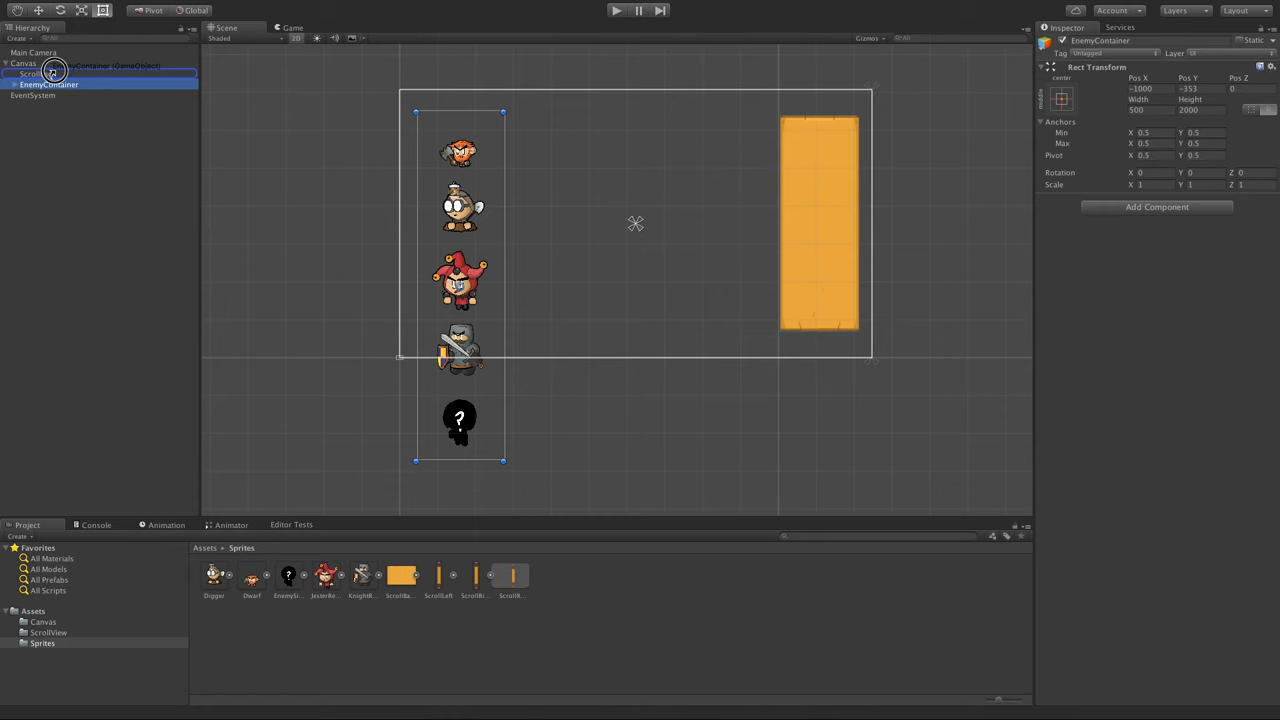 Pivot Global Account Layers Layout
Hierarchy Scene Game Inspector Services
Create All Shaded 2D Gizmos All EnemyContainer Static
Main Camera Tag Untagged Layer UI
Canvas EnemyContainer (GameObject) Rect Transform
EnemyContainer
EventSystem
center Pos X Pos Y Pos Z
middle -1000 -353 0
Width Height
500 2000 R
Anchors
Min X 0.5 Y 0.5
Max X 0.5 Y 0.5
Pivot X 0.5 Y 0.5
Rotation X 0 Y 0 Z 0
Scale X 1 Y 1 Z 1
Add Component
?
Project Console Animation Animator Editor Tests
Create
Favorites Assets Sprites
All Materials
All Models
All Prefabs
All Scripts
Digger Dwarf EnemySi... JesterRe... KnightR... ScrollBa... ScrollLeft ScrollRi... ScrollR...
Assets
Canvas
ScrollView
Sprites